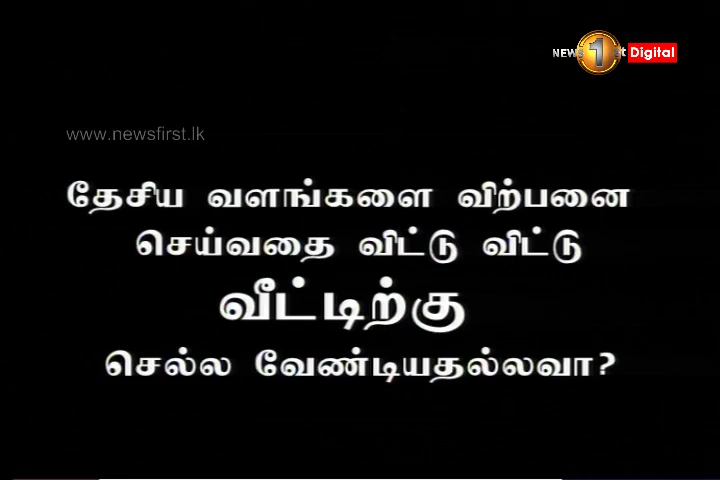 NEWS 1st Digital
www.newsfirst.lk
தேசிய வளங்களை விற்பனை
செய்வதை விட்டு விட்டு
வீட்டிற்கு
செல்ல வேண்டியதல்லவா?